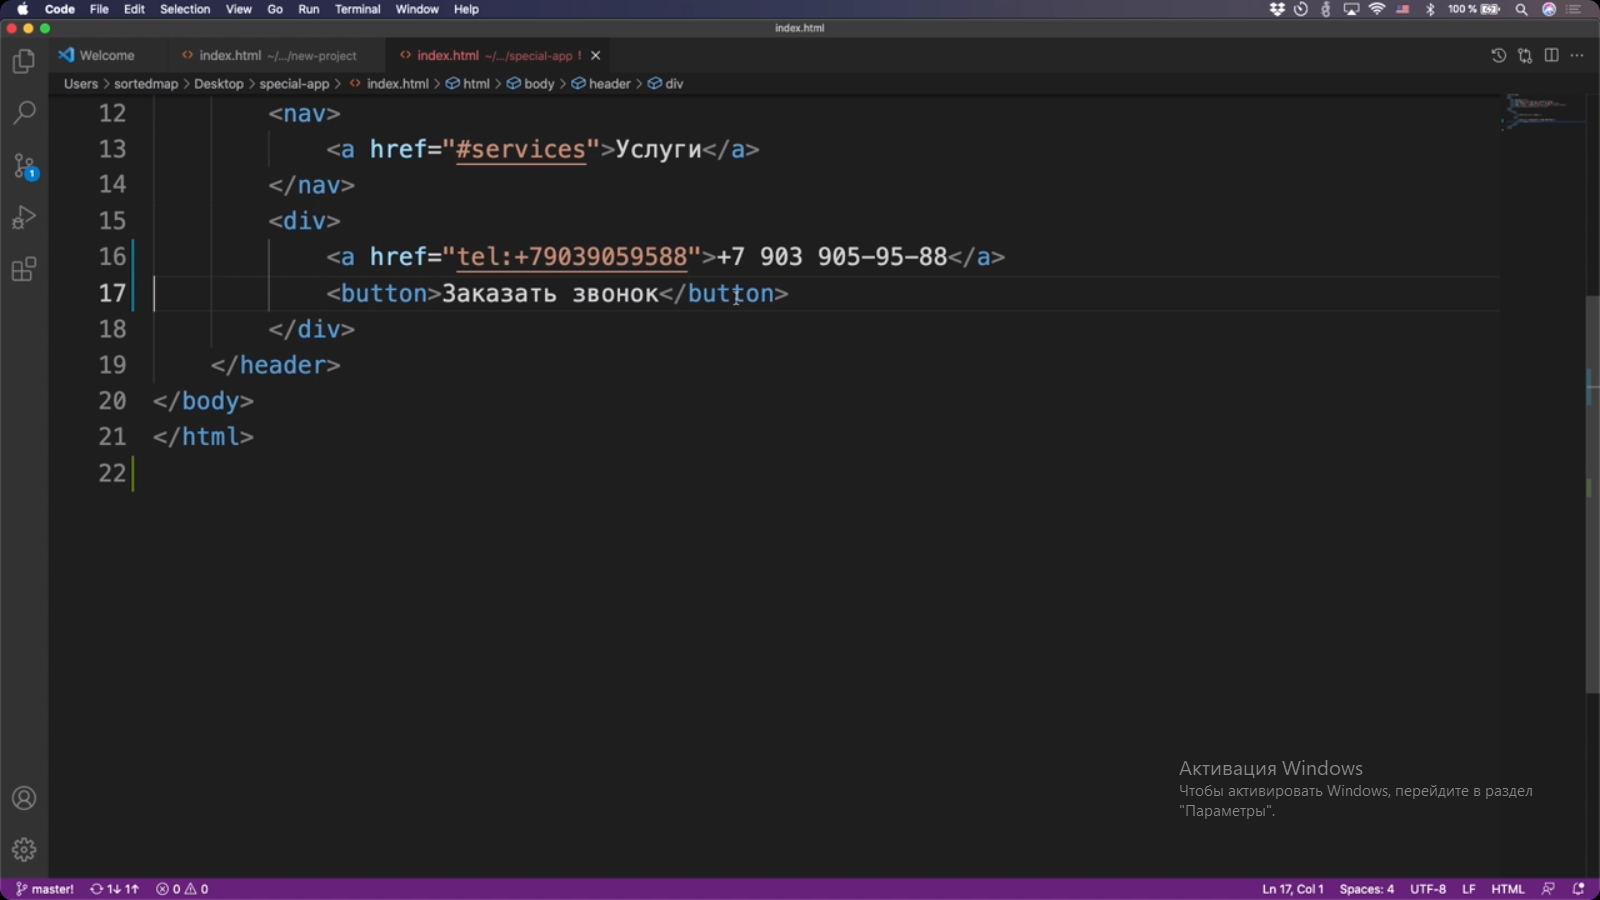 Code File Edit Selection View Go Run Terminal Window Help 100 %
index.html
Welcome index.html ~/.../new-project index.html ~/.../special-app !
Users > sortedmap > Desktop > special-app > index.html > html > body > header > div
12 <nav>
13 <a href="#services">Услуги</a>
14 </nav>
15 <div>
16 <a href="tel:+79039059588">+7 903 905-95-88</a>
17 <button>Заказать звонок</button>
18 </div>
19 </header>
20 </body>
21 </html>
22
1
Активация Windows
Чтобы активировать Windows, перейдите в раздел
"Параметры".
master! 1↓ 1↑ 0 0 Ln 17, Col 1 Spaces: 4 UTF-8 LF HTML